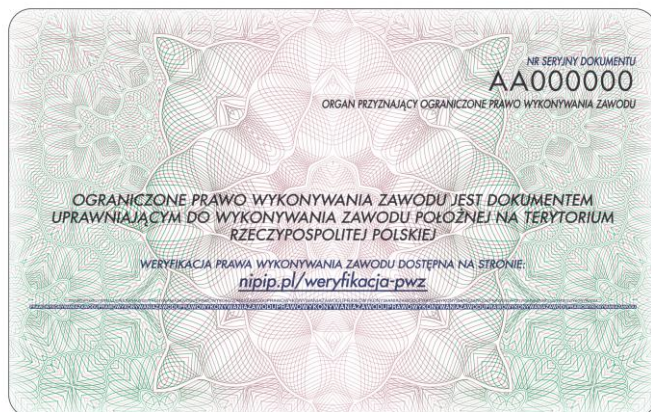 NR SERYJNY DOKUMENTU
AA000000
ORGAN PRZYZNAJĄCY OGRANICZONE PRAWO WYKONYWANIA ZAWODU
OGRANICZONE PRAWO WYKONYWANIA ZAWODU JEST DOKUMENTEM
UPRAWNIAJĄCYM DO WYKONYWANIA ZAWODU POŁOŻNEJ NA TERYTORIUM
RZECZYPOSPOLITEJ POLSKIEJ
WERYFIKACJA PRAWA WYKONYWANIA ZAWODU DOSTĘPNA NA STRONIE:
nipip.pl/weryfikacja-pwz